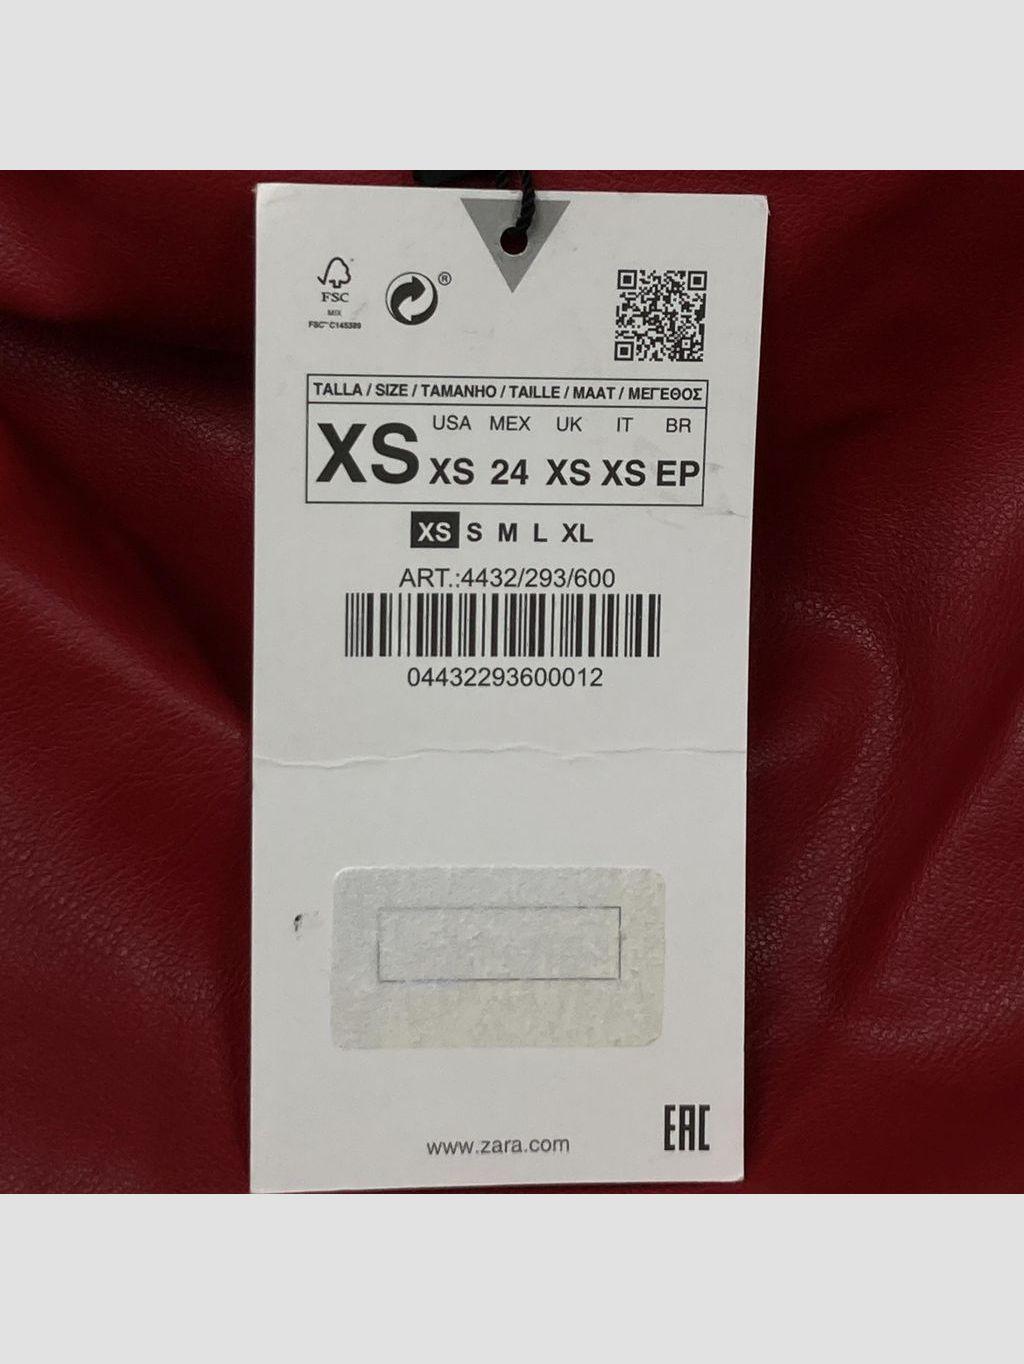 FSC
MIX
FSC™ C145389
®
TALLA / SIZE / TAMANHO / TAILLE / MAAT / ΜΕΓΕΘΟΣ
USA MEX UK IT BR
XS XS 24 XS XS EP
XS S M L XL
ART.:4432/293/600
04432293600012
www.zara.com
EAC